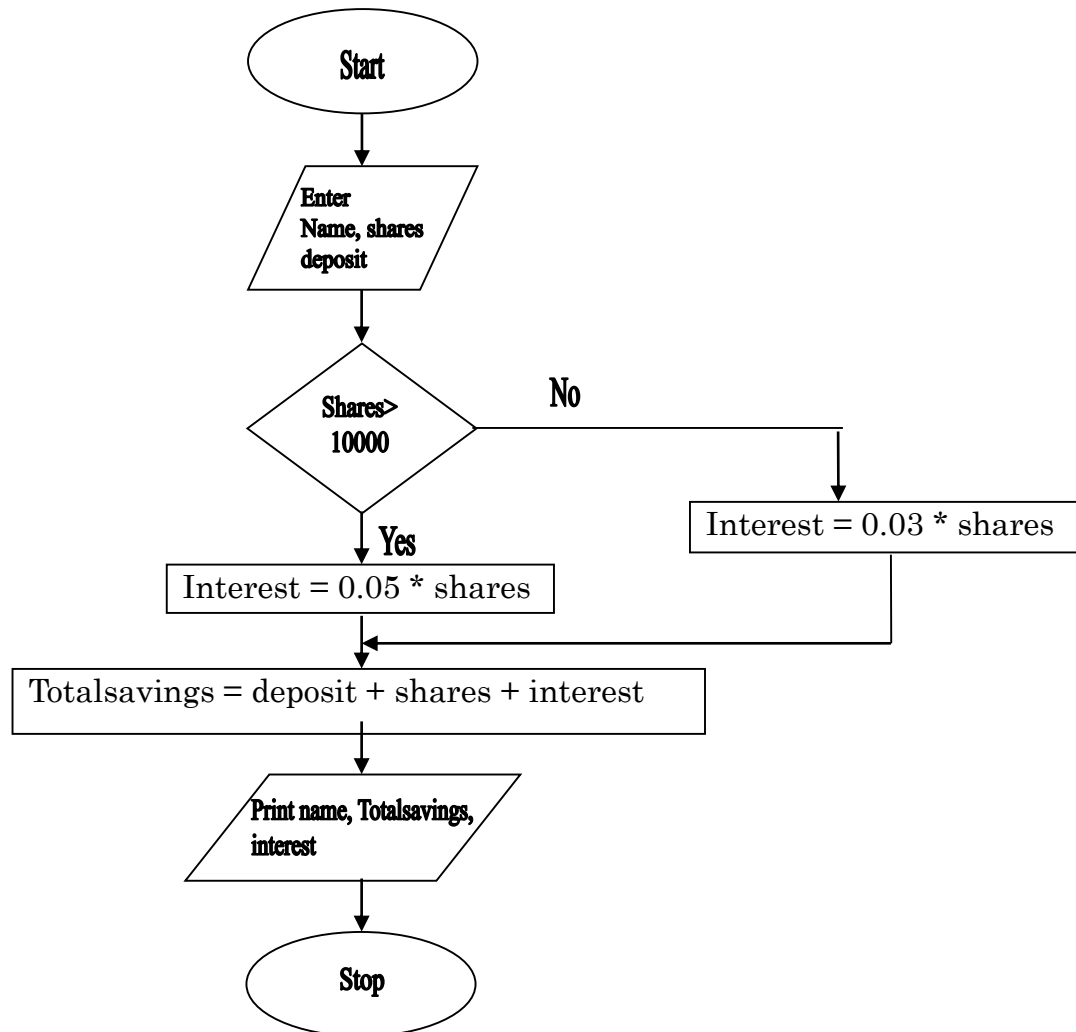 Start
Enter
Name, shares
deposit
Shares>
10000
No
Yes
Interest = 0.03 * shares
Interest = 0.05 * shares
Totalsavings = deposit + shares + interest
Print name, Totalsavings,
interest
Stop